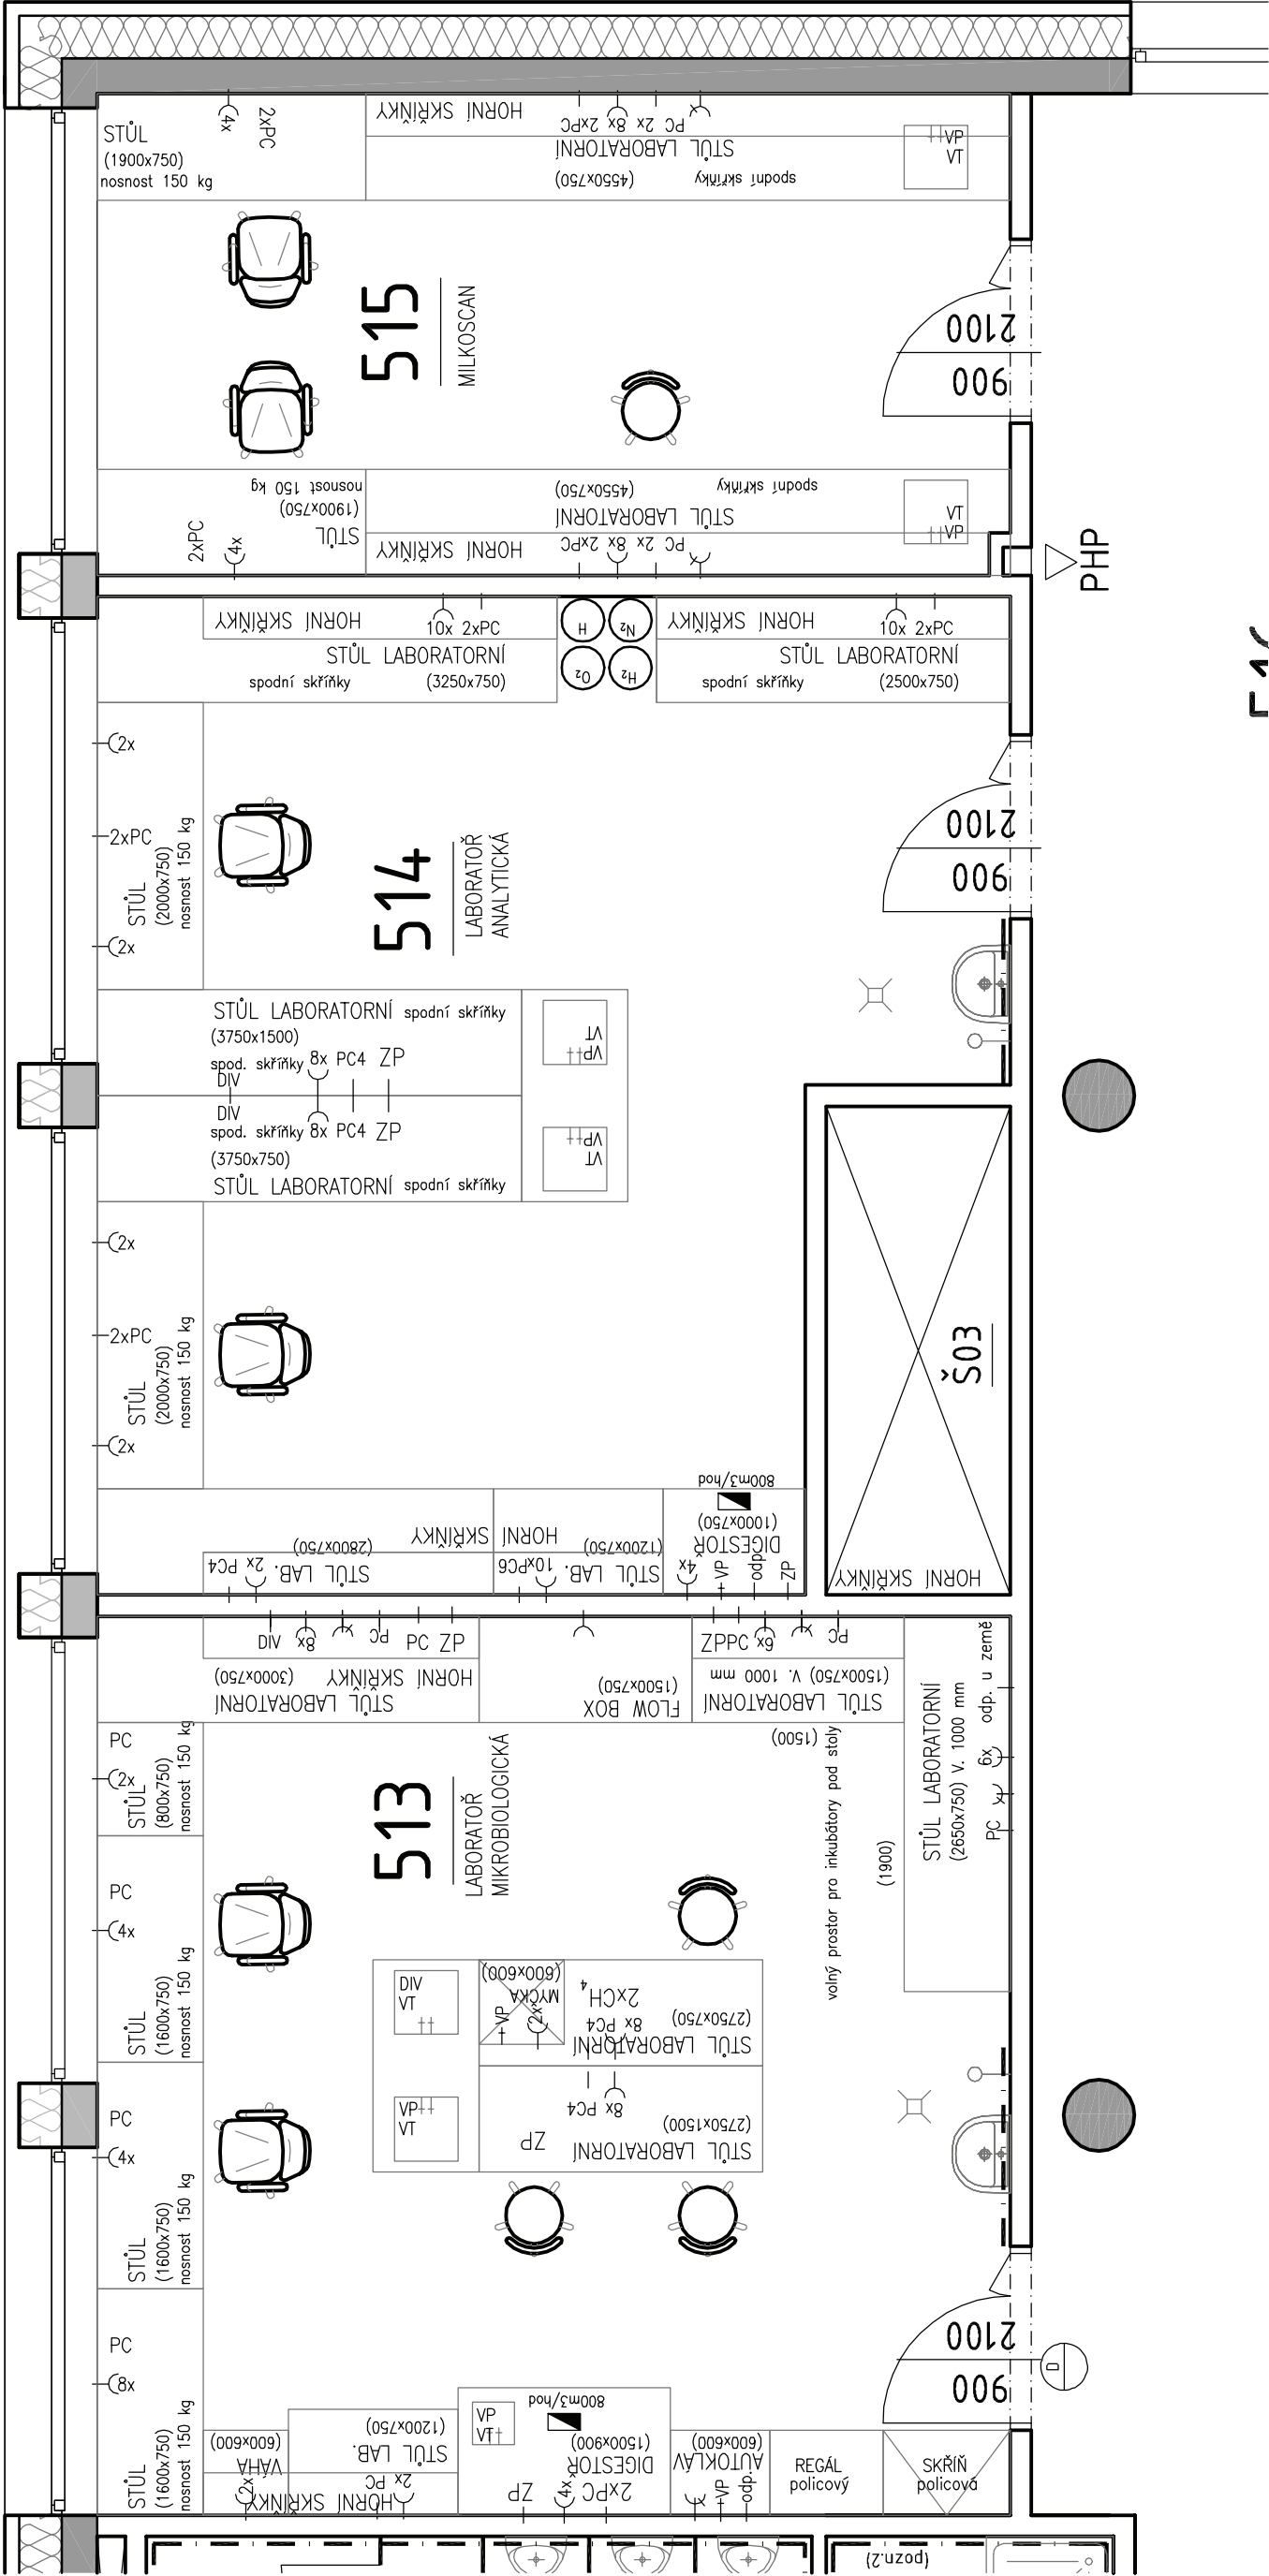 STŮL
(1900x750)
nosnost 150 kg
4x
2xPC
HORNÍ SKŘÍŇKY
2xPC 8x 2x PC
STŮL LABORATORNÍ
(4550x750)
spodní skříňky
VP
VT
515
MILKOSCAN
2100
900
nosnost 150 kg
(1900x750)
STŮL
2xPC
4x
(4550x750)
spodní skříňky
STŮL LABORATORNÍ
HORNÍ SKŘÍŇKY
2xPC 8x 2x PC
VT
VP
PHP
HORNÍ SKŘÍŇKY
10x 2xPC
STŮL LABORATORNÍ
spodní skříňky
(3250x750)
H
N2
O2
H2
HORNÍ SKŘÍŇKY
10x 2xPC
STŮL LABORATORNÍ
spodní skříňky
(2500x750)
2x
2xPC
STŮL
(2000x750)
nosnost 150 kg
2x
514
LABORATOŘ
ANALYTICKÁ
2100
900
STŮL LABORATORNÍ spodní skříňky
(3750x1500)
spod. skříňky 8x PC4 ZP
DIV
DIV
spod. skříňky 8x PC4 ZP
(3750x750)
STŮL LABORATORNÍ spodní skříňky
VT
VP
VP
VT
2x
2xPC
STŮL
(2000x750)
nosnost 150 kg
2x
Š03
HORNÍ SKŘÍŇKY
HORNÍ SKŘÍŇKY
(2800x750)
STŮL LAB.
2x PC4
(1200x750)
STŮL LAB.
10xPC6
800m3/hod
(1000x750)
DIGESTOŘ
4x
VP
odp.
ZP
DIV 8x PC PC ZP
HORNÍ SKŘÍŇKY
(3000x750)
STŮL LABORATORNÍ
(1500x750)
FLOW BOX
ZP PC 6x PC
(1500x750) V. 1000 mm
STŮL LABORATORNÍ
(1500)
volný prostor pro inkubátory pod stoly
(1900)
STŮL LABORATORNÍ
(2650x750) V. 1000 mm
PC 6x odp. u země
PC
2x
STŮL
(800x750)
nosnost 150 kg
513
LABORATOŘ
MIKROBIOLOGICKÁ
PC
4x
STŮL
(1600x750)
nosnost 150 kg
DIV
VT
(600x600)
MYČKA
VP
2x
2xCH4
8x PC4
(2750x750)
STŮL LABORATORNÍ
VP
VT
8x PC4
ZP
(2750x1500)
STŮL LABORATORNÍ
PC
4x
STŮL
(1600x750)
nosnost 150 kg
PC
8x
STŮL
(1600x750)
nosnost 150 kg
2100
900
D
(600x600)
VÁHA
2x
(1200x750)
STŮL LAB.
2x PC
HORNÍ SKŘÍŇKY
VP
VT
800m3/hod
(1500x900)
DIGESTOŘ
2xPC
4x
ZP
(600x600)
AUTOKLÁV
VP
odp.
REGÁL
policový
SKŘÍŇ
policová
(pozn.2)